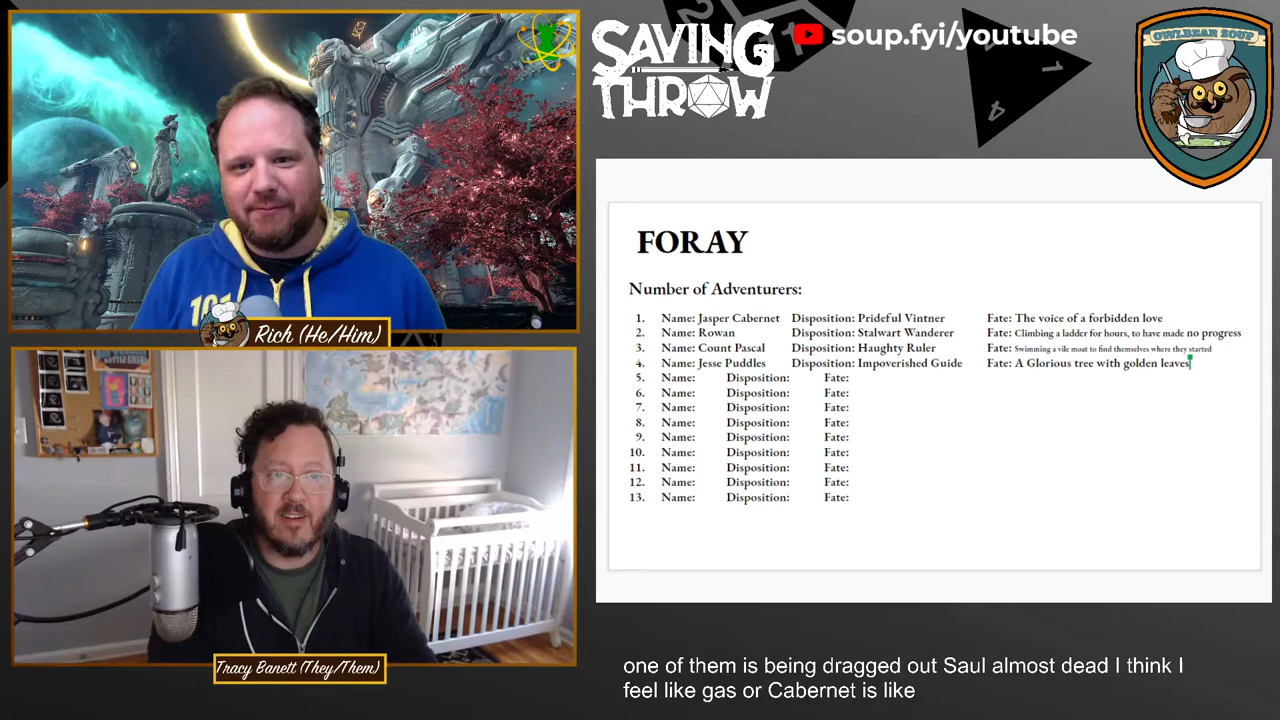 SAVING
THROW
soup.fyi/youtube
OWLBEAR SOUP
FORAY
Number of Adventurers:
1. Name: Jasper Cabernet Disposition: Prideful Vintner Fate: The voice of a forbidden love
2. Name: Rowan Disposition: Stalwart Wanderer Fate: Climbing a ladder for hours, to have made no progress
3. Name: Count Pascal Disposition: Haughty Ruler Fate: Swimming a vile moat to find themselves where they started
4. Name: Jesse Puddles Disposition: Impoverished Guide Fate: A Glorious tree with golden leaves
5. Name: Disposition: Fate:
6. Name: Disposition: Fate:
7. Name: Disposition: Fate:
8. Name: Disposition: Fate:
9. Name: Disposition: Fate:
10. Name: Disposition: Fate:
11. Name: Disposition: Fate:
12. Name: Disposition: Fate:
13. Name: Disposition: Fate:
101
Rich (He/Him)
Tracy Banett (They/Them)
one of them is being dragged out Saul almost dead I think I
feel like gas or Cabernet is like